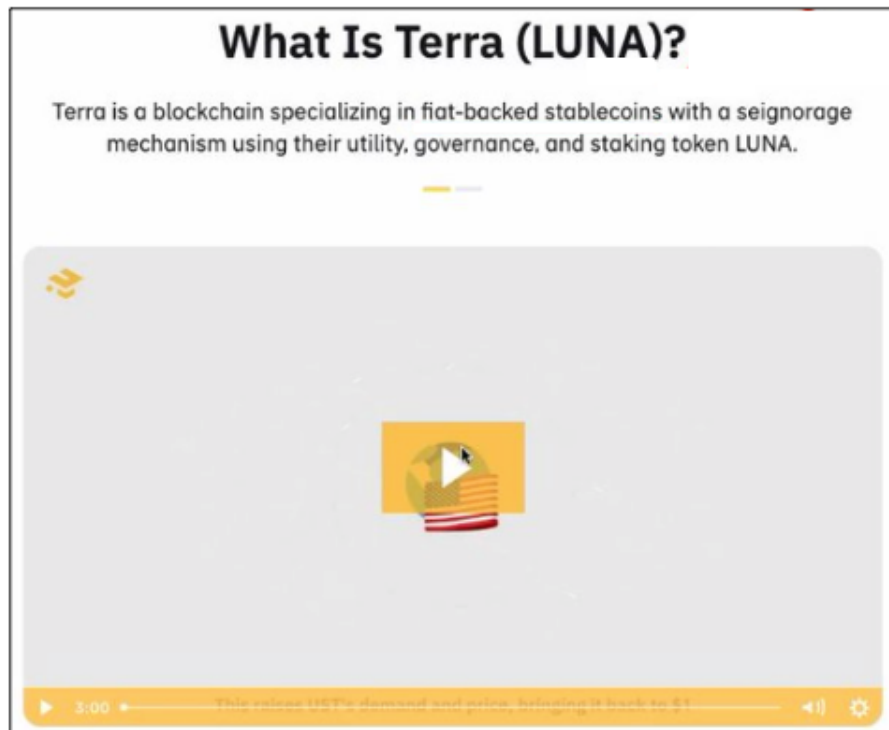 What Is Terra (LUNA)?
Terra is a blockchain specializing in fiat-backed stablecoins with a seignorage
mechanism using their utility, governance, and staking token LUNA.
3:00
This raises UST's demand and price, bringing it back to $1